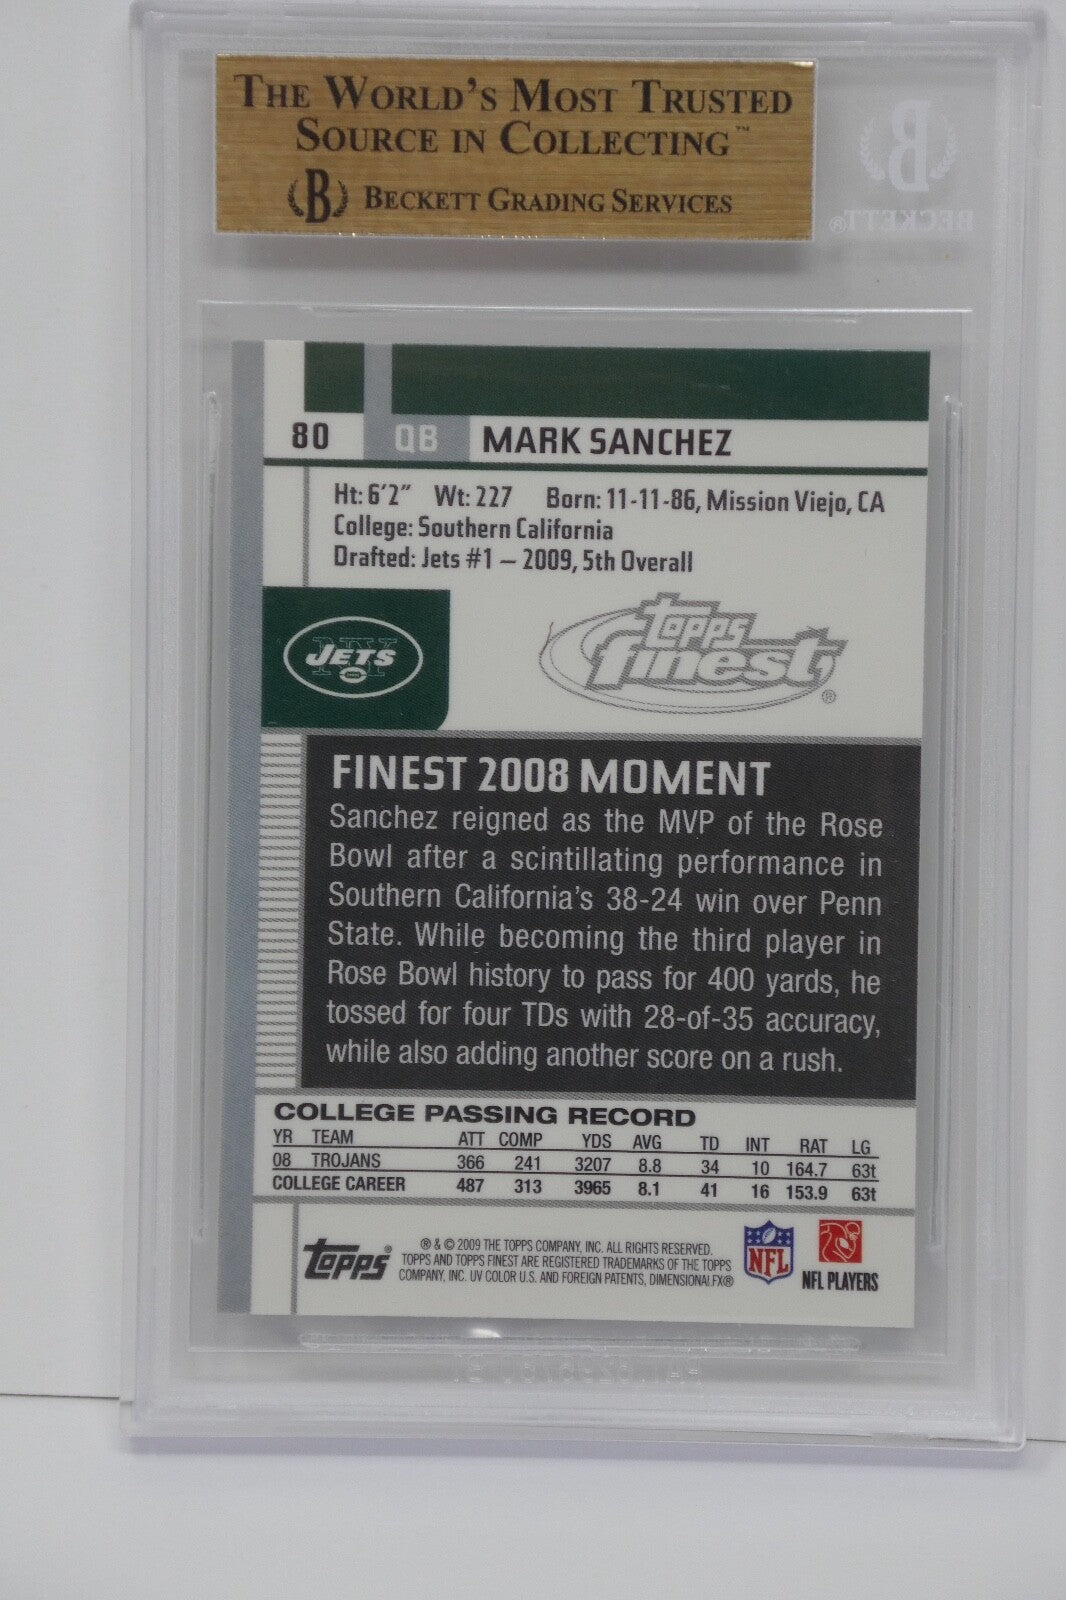 THE WORLD'S MOST TRUSTED
SOURCE IN COLLECTING™
B BECKETT GRADING SERVICES
B
BECKETT®
80 QB MARK SANCHEZ
Ht: 6'2" Wt: 227 Born: 11-11-86, Mission Viejo, CA
College: Southern California
Drafted: Jets #1 – 2009, 5th Overall
NY JETS
topps
finest®
FINEST 2008 MOMENT
Sanchez reigned as the MVP of the Rose
Bowl after a scintillating performance in
Southern California's 38-24 win over Penn
State. While becoming the third player in
Rose Bowl history to pass for 400 yards, he
tossed for four TDs with 28-of-35 accuracy,
while also adding another score on a rush.
COLLEGE PASSING RECORD
YR TEAM ATT COMP YDS AVG TD INT RAT LG
08 TROJANS 366 241 3207 8.8 34 10 164.7 63t
COLLEGE CAREER 487 313 3965 8.1 41 16 153.9 63t
topps®
® & © 2009 THE TOPPS COMPANY, INC. ALL RIGHTS RESERVED.
TOPPS AND TOPPS FINEST ARE REGISTERED TRADEMARKS OF THE TOPPS
COMPANY, INC. UV COLOR U.S. AND FOREIGN PATENTS, DIMENSIONALFX®
NFL
NFL PLAYERS